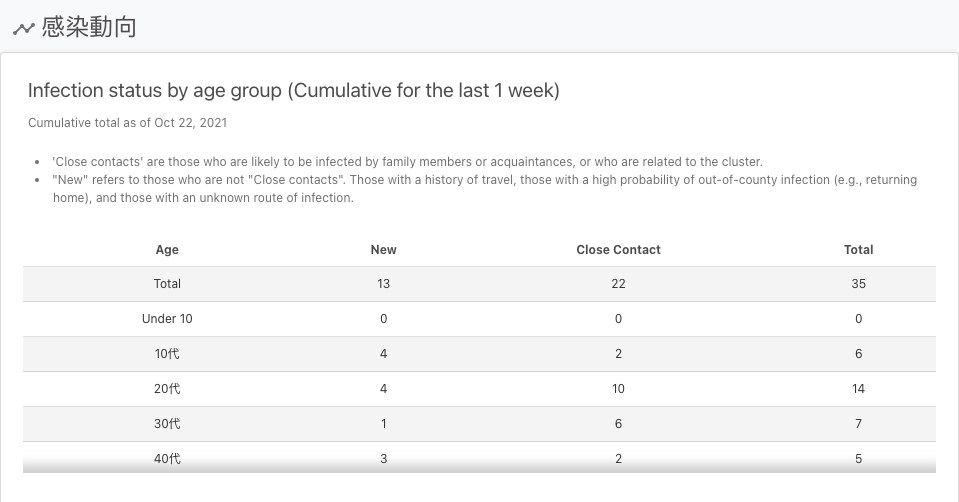 感染動向
Infection status by age group (Cumulative for the last 1 week)
Cumulative total as of Oct 22, 2021
'Close contacts' are those who are likely to be infected by family members or acquaintances, or who are related to the cluster.
"New" refers to those who are not "Close contacts". Those with a history of travel, those with a high probability of out-of-county infection (e.g., returning
home), and those with an unknown route of infection.
Age New Close Contact Total
Total 13 22 35
Under 10 0 0 0
10代 4 2 6
20代 4 10 14
30代 1 6 7
40代 3 2 5